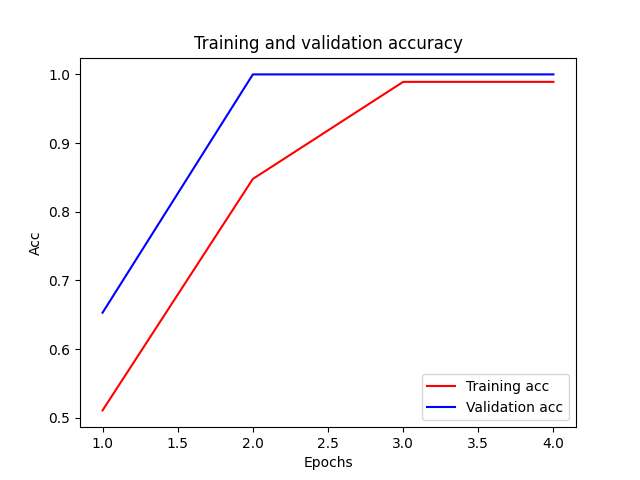 Training and validation accuracy
1.0
0.9
0.8
0.7
0.6
0.5
Acc
Training acc
Validation acc
1.0 1.5 2.0 2.5 3.0 3.5 4.0
Epochs